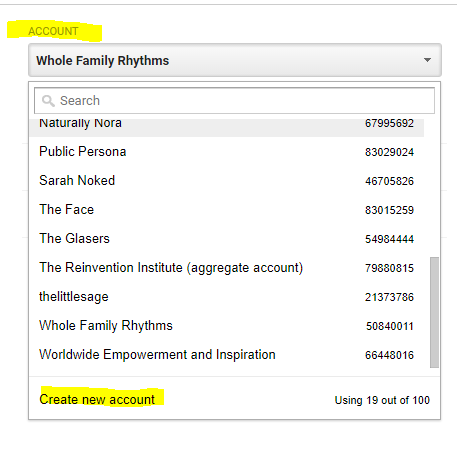 ACCOUNT
Whole Family Rhythms
Search
Naturally Nora 67995692
Public Persona 83029024
Sarah Noked 46705826
The Face 83015259
The Glasers 54984444
The Reinvention Institute (aggregate account) 79880815
thelittlesage 21373786
Whole Family Rhythms 50840011
Worldwide Empowerment and Inspiration 66448016
Create new account Using 19 out of 100